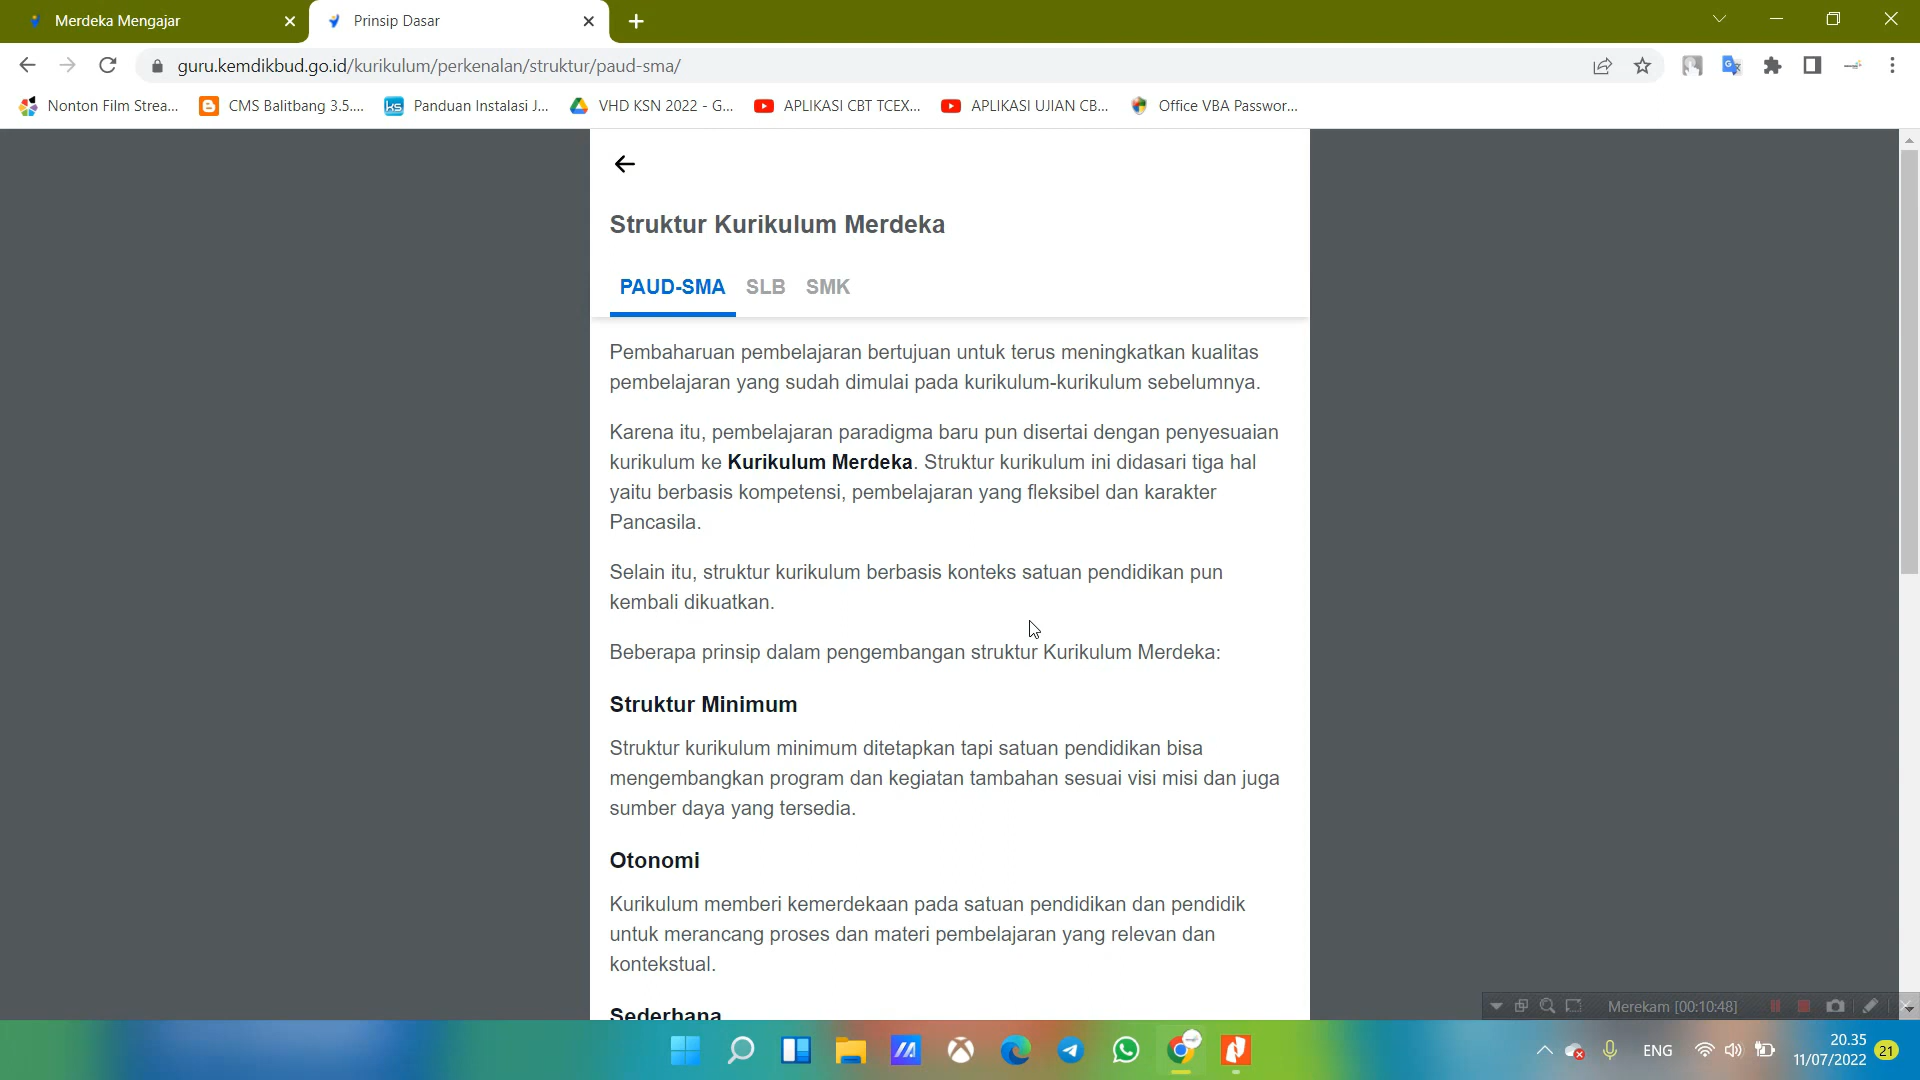 Merdeka Mengajar
Prinsip Dasar
guru.kemdikbud.go.id/kurikulum/perkenalan/struktur/paud-sma/
Nonton Film Strea...
CMS Balitbang 3.5....
ks
Panduan Instalasi J...
VHD KSN 2022 - G...
APLIKASI CBT TCEX...
APLIKASI UJIAN CB...
Office VBA Passwor...
Struktur Kurikulum Merdeka
PAUD-SMA SLB SMK
Pembaharuan pembelajaran bertujuan untuk terus meningkatkan kualitas
pembelajaran yang sudah dimulai pada kurikulum-kurikulum sebelumnya.
Karena itu, pembelajaran paradigma baru pun disertai dengan penyesuaian
kurikulum ke Kurikulum Merdeka. Struktur kurikulum ini didasari tiga hal
yaitu berbasis kompetensi, pembelajaran yang fleksibel dan karakter
Pancasila.
Selain itu, struktur kurikulum berbasis konteks satuan pendidikan pun
kembali dikuatkan.
Beberapa prinsip dalam pengembangan struktur Kurikulum Merdeka:
Struktur Minimum
Struktur kurikulum minimum ditetapkan tapi satuan pendidikan bisa
mengembangkan program dan kegiatan tambahan sesuai visi misi dan juga
sumber daya yang tersedia.
Otonomi
Kurikulum memberi kemerdekaan pada satuan pendidikan dan pendidik
untuk merancang proses dan materi pembelajaran yang relevan dan
kontekstual.
Sederhana
Merekam [00:10:48]
ENG
20.35
11/07/2022
21